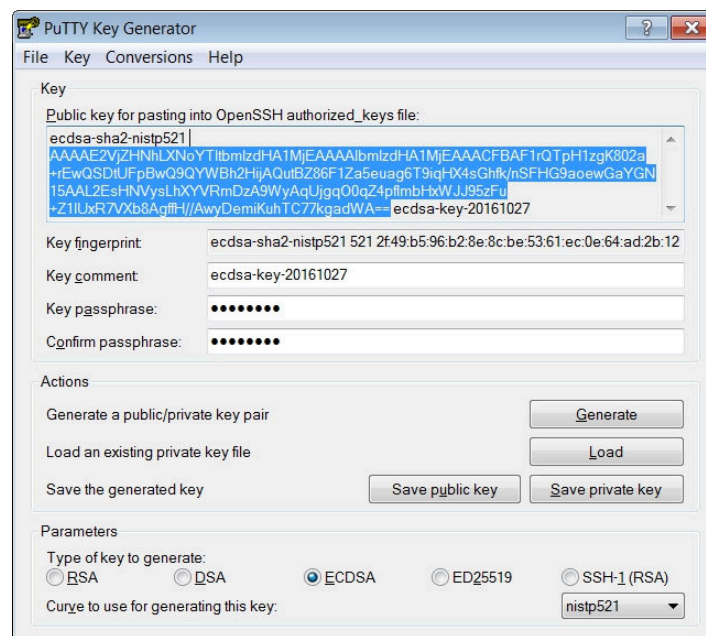 PuTTY Key Generator
File Key Conversions Help
Key
Public key for pasting into OpenSSH authorized_keys file:
ecdsa-sha2-nistp521
AAAAE2VjZHNhLXNoYTItbmlzdHA1MjEAAAAIbmlzdHA1MjEAAACFBAF1rQTpH1zgK802a
+rEwQSDtUFpBwQ9QYWBh2HijAQutBZ86F1Za5euag6T9iqHX4sGhfk/nSFHG9aoewGaYGN
15AAL2EsHNVysLhXYVRmDzA9WyAqUjgqO0qZ4pflmbHxWJJ95zFu
+Z1lUxR7VXb8AgffH//AwyDemiKuhTC77kgadWA== ecdsa-key-20161027
Key fingerprint: ecdsa-sha2-nistp521 521 2f:49:b5:96:b2:8e:8c:be:53:61:ec:0e:64:ad:2b:12
Key comment: ecdsa-key-20161027
Key passphrase: ●●●●●●●●
Confirm passphrase: ●●●●●●●●
Actions
Generate a public/private key pair Generate
Load an existing private key file Load
Save the generated key Save public key Save private key
Parameters
Type of key to generate:
RSA DSA ECDSA ED25519 SSH-1 (RSA)
Curve to use for generating this key: nistp521